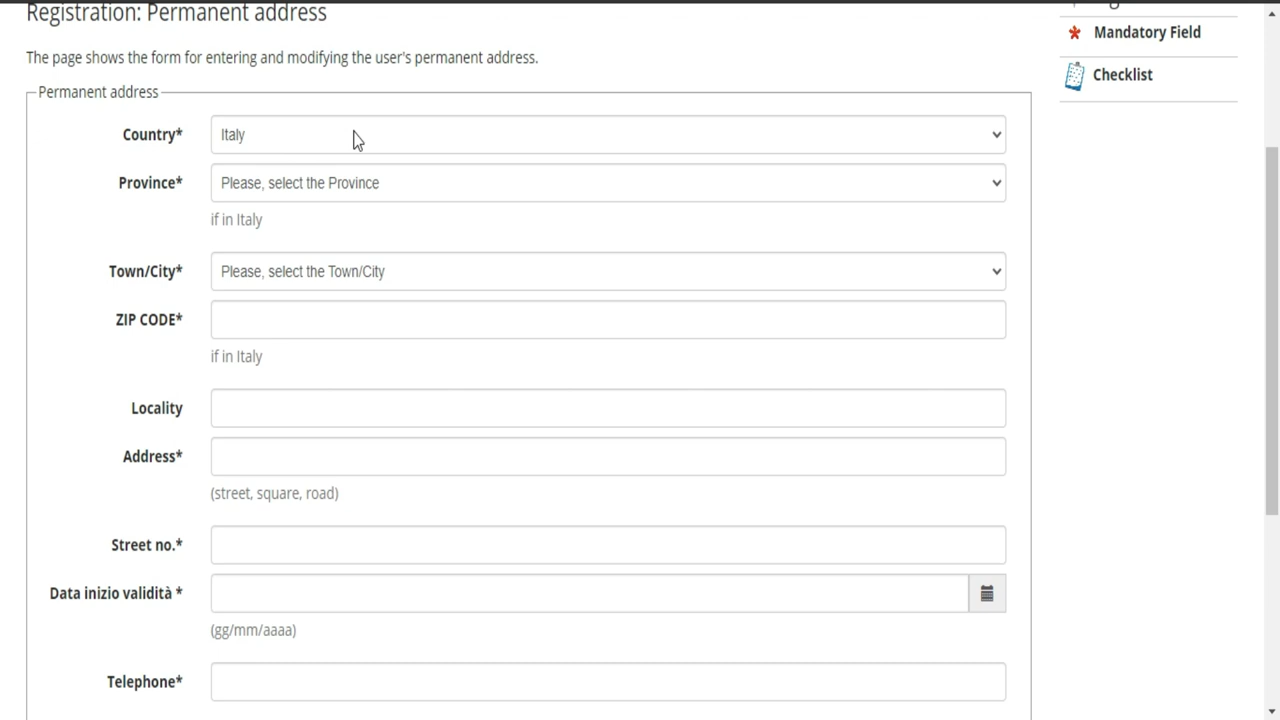 Registration: Permanent address
Mandatory Field
The page shows the form for entering and modifying the user's permanent address.
Checklist
Permanent address
Country* Italy
Province* Please, select the Province
if in Italy
Town/City* Please, select the Town/City
ZIP CODE*
if in Italy
Locality
Address*
(street, square, road)
Street no.*
Data inizio validità *
(gg/mm/aaaa)
Telephone*